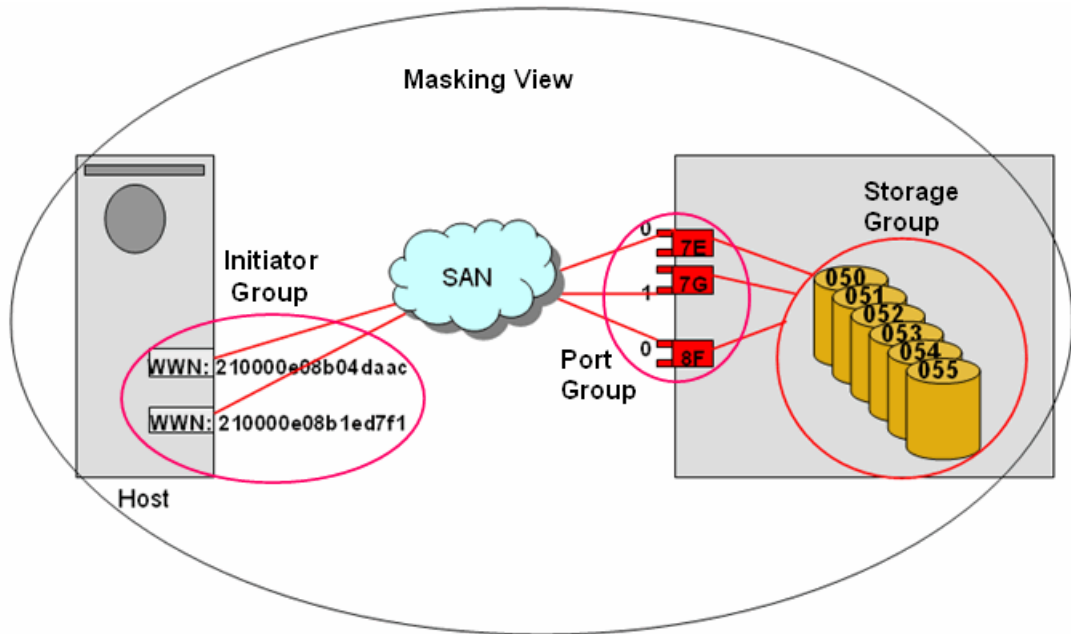 Masking View
Storage
Group
Initiator
Group
SAN
0
7E
7G
1
0
8F
Port
Group
050
051
052
053
054
055
WWN: 210000e08b04daac
WWN: 210000e08b1ed7f1
Host